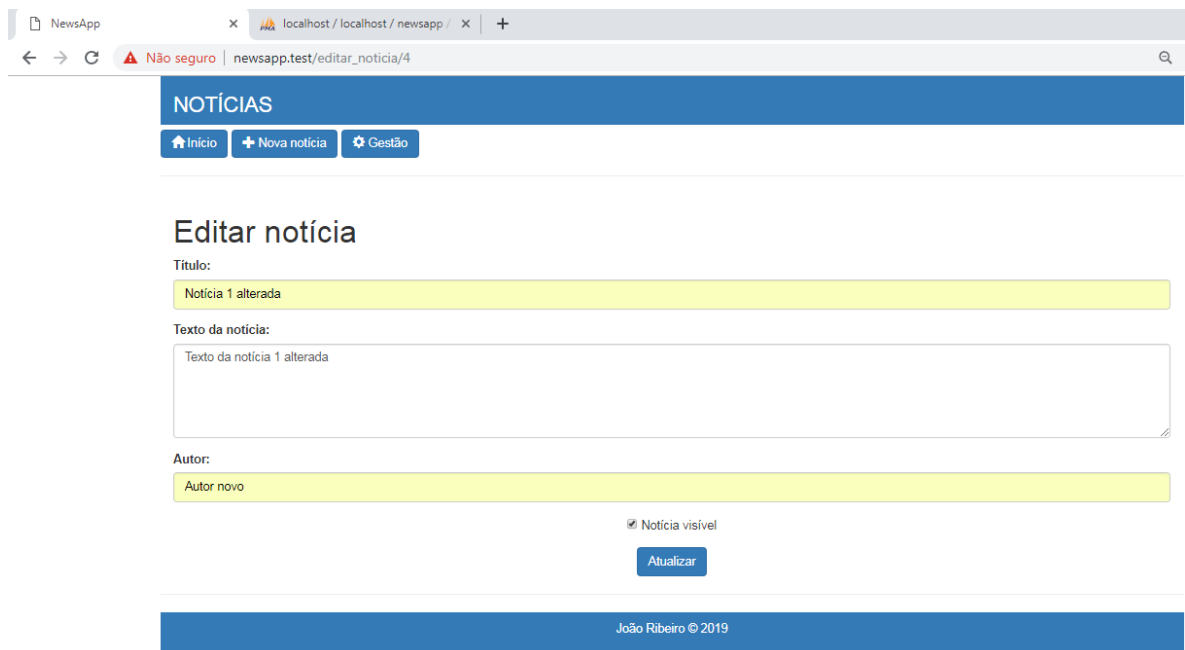 NewsApp
localhost / localhost / newsapp /
Não seguro | newsapp.test/editar_noticia/4
NOTÍCIAS
Início
Nova notícia
Gestão
Editar notícia
Título:
Notícia 1 alterada
Texto da notícia:
Texto da notícia 1 alterada
Autor:
Autor novo
Notícia visível
Atualizar
João Ribeiro © 2019